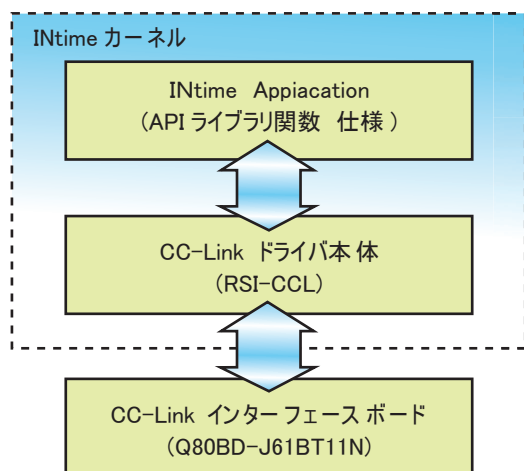 INtime カーネル
INtime Appiacation
(API ライブラリ関数 仕様 )
CC-Link ドライバ本体
(RSI-CCL)
CC-Link インターフェース ボード
(Q80BD-J61BT11N)